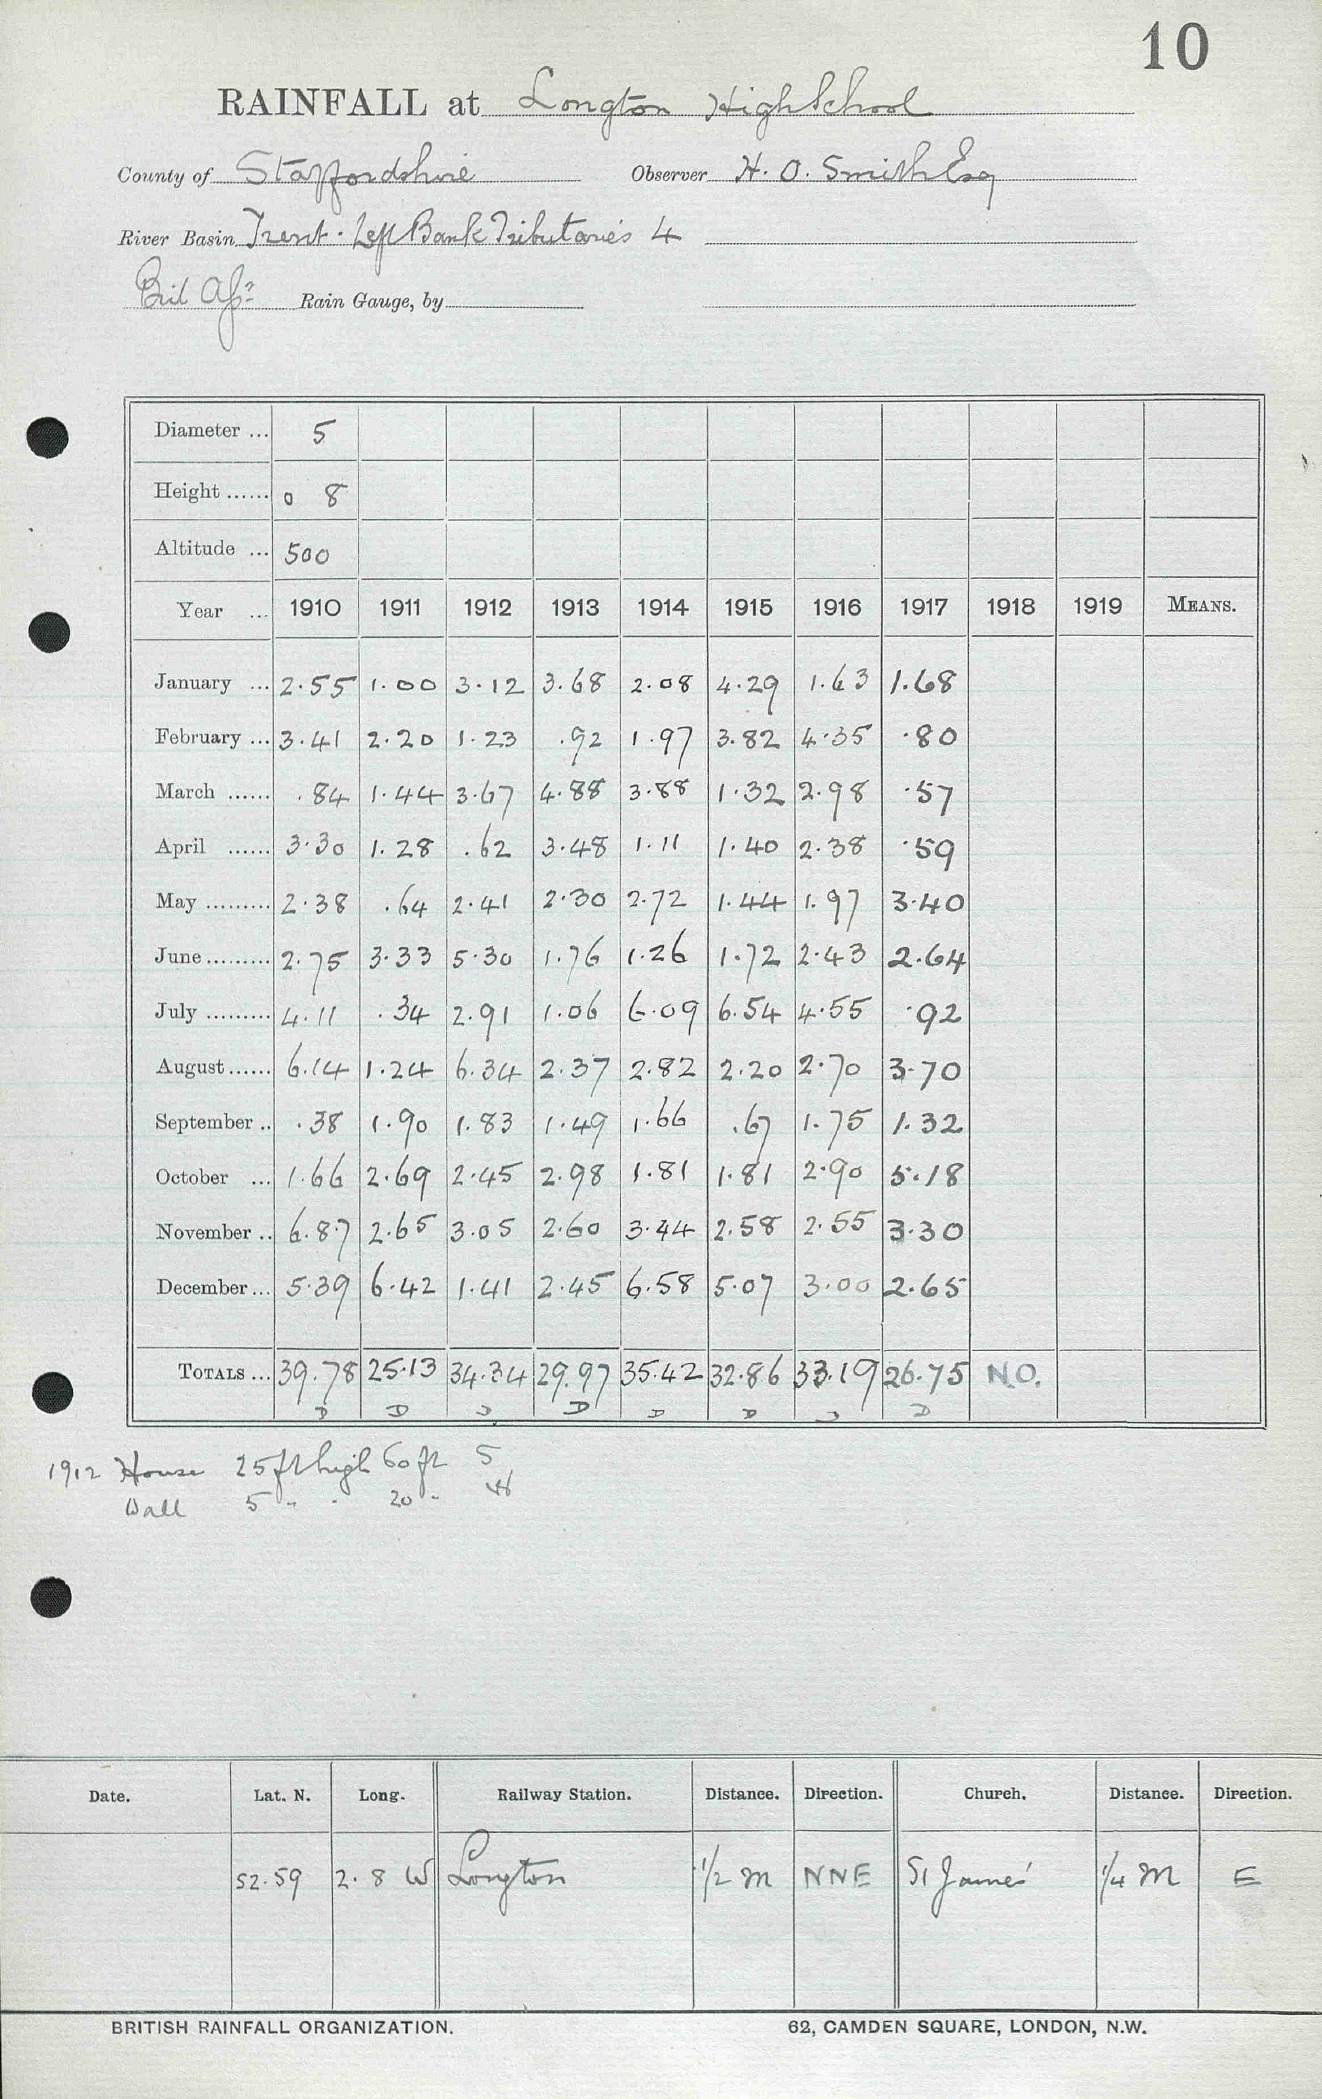 10
RAINFALL at Longton High School
County of Staffordshire Observer H. O. Smith Esq
River Basin Trent. Left Bank Tributaries 4
Rain Gauge, by
Diameter ... 5
Height ...... 0 8
Altitude ... 500
Year ... 1910 1911 1912 1913 1914 1915 1916 1917 1918 1919 MEANS.
January ... 2.55 1.00 3.12 3.68 2.08 4.29 1.63 1.68
February ... 3.41 2.20 1.23 .92 1.97 3.82 4.35 .80
March ...... .84 1.44 3.67 4.88 3.88 1.32 2.98 .57
April ...... 3.30 1.28 .62 3.48 1.11 1.40 2.38 .59
May ......... 2.38 .64 2.41 2.30 2.72 1.44 1.97 3.40
June ......... 2.75 3.33 5.30 1.76 1.26 1.72 2.43 2.64
July ......... 4.11 .34 2.91 1.06 6.09 6.54 4.55 .92
August ...... 6.14 1.24 6.34 2.37 2.82 2.20 2.70 3.70
September .. .38 1.90 1.83 1.49 1.66 .67 1.75 1.32
October ... 1.66 2.69 2.45 2.98 1.81 1.81 2.90 5.18
November .. 6.87 2.65 3.05 2.60 3.44 2.58 2.55 3.30
December ... 5.39 6.42 1.41 2.45 6.58 5.07 3.00 2.65
TOTALS ... 39.78 25.13 34.34 29.97 35.42 32.86 33.19 26.75 N.O.
D D D D D D D D
1912 House 25 ft high 60 ft S
Wall 5 " " 20 " W
Date. Lat. N. Long. Railway Station. Distance. Direction. Church. Distance. Direction.
52.59 2.8 W Longton 1/2 m NNE St James' 1/4 m E
BRITISH RAINFALL ORGANIZATION. 62, CAMDEN SQUARE, LONDON, N.W.